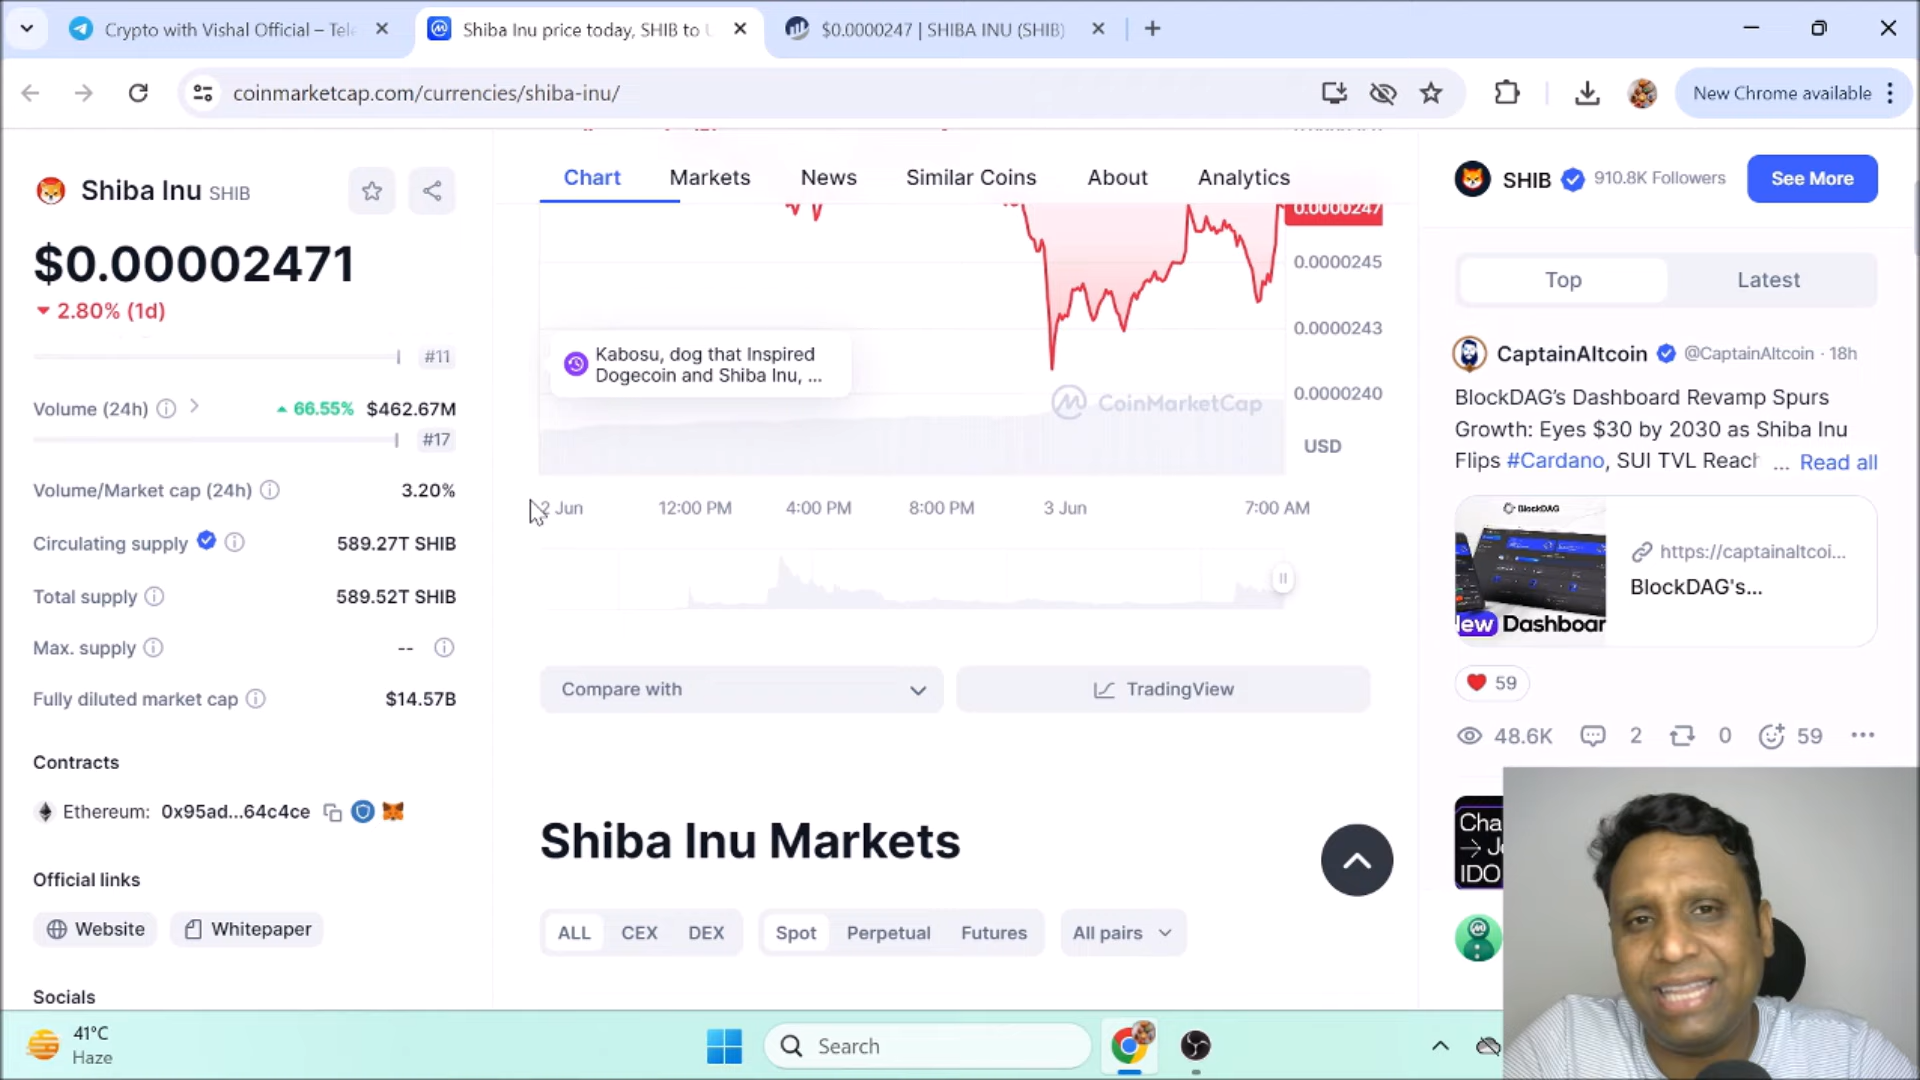 Crypto with Vishal Official – Tele
Shiba Inu price today, SHIB to U
$0.0000247 | SHIBA INU (SHIB)
coinmarketcap.com/currencies/shiba-inu/
New Chrome available
Shiba Inu SHIB
$0.00002471
2.80% (1d)
#11
Volume (24h) 66.55% $462.67M
#17
Volume/Market cap (24h) 3.20%
Circulating supply 589.27T SHIB
Total supply 589.52T SHIB
Max. supply --
Fully diluted market cap $14.57B
Contracts
Ethereum: 0x95ad...64c4ce
Official links
Website
Whitepaper
Socials
Chart Markets News Similar Coins About Analytics
0.0000247
0.0000245
0.0000243
0.0000240
USD
Kabosu, dog that Inspired
Dogecoin and Shiba Inu, ...
CoinMarketCap
2 Jun 12:00 PM 4:00 PM 8:00 PM 3 Jun 7:00 AM
Compare with
TradingView
Shiba Inu Markets
ALL CEX DEX
Spot Perpetual Futures
All pairs
SHIB 910.8K Followers
See More
Top Latest
CaptainAltcoin @CaptainAltcoin · 18h
BlockDAG's Dashboard Revamp Spurs
Growth: Eyes $30 by 2030 as Shiba Inu
Flips #Cardano, SUI TVL Reach ... Read all
BlockDAG
ew Dashboar
https://captainaltcoi...
BlockDAG's...
59
48.6K 2 0 59
Cha
→ J
IDO
41°C
Haze
Search